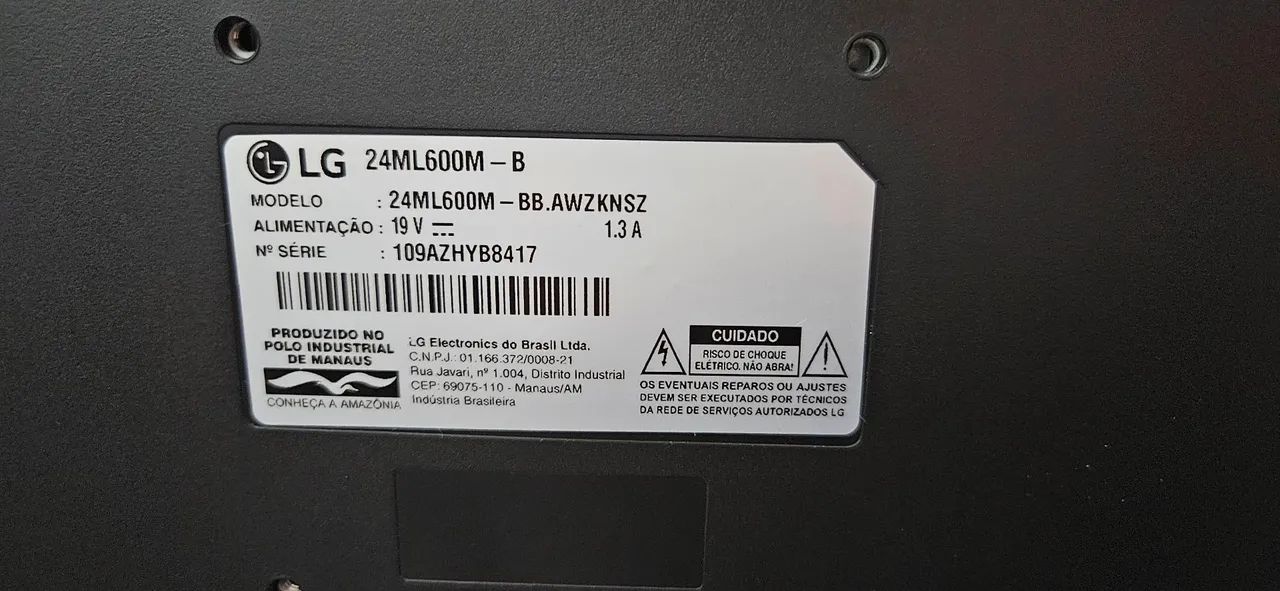 LG 24ML600M-B
MODELO : 24ML600M-BB.AWZKNSZ
ALIMENTAÇÃO : 19 V 1.3 A
Nº SÉRIE : 109AZHYB8417
PRODUZIDO NO
POLO INDUSTRIAL
DE MANAUS
CONHEÇA A AMAZÔNIA
LG Electronics do Brasil Ltda.
C.N.P.J.: 01.166.372/0008-21
Rua Javari, nº 1.004, Distrito Industrial
CEP: 69075-110 - Manaus/AM
Indústria Brasileira
CUIDADO
RISCO DE CHOQUE
ELÉTRICO. NÃO ABRA!
OS EVENTUAIS REPAROS OU AJUSTES
DEVEM SER EXECUTADOS POR TÉCNICOS
DA REDE DE SERVIÇOS AUTORIZADOS LG